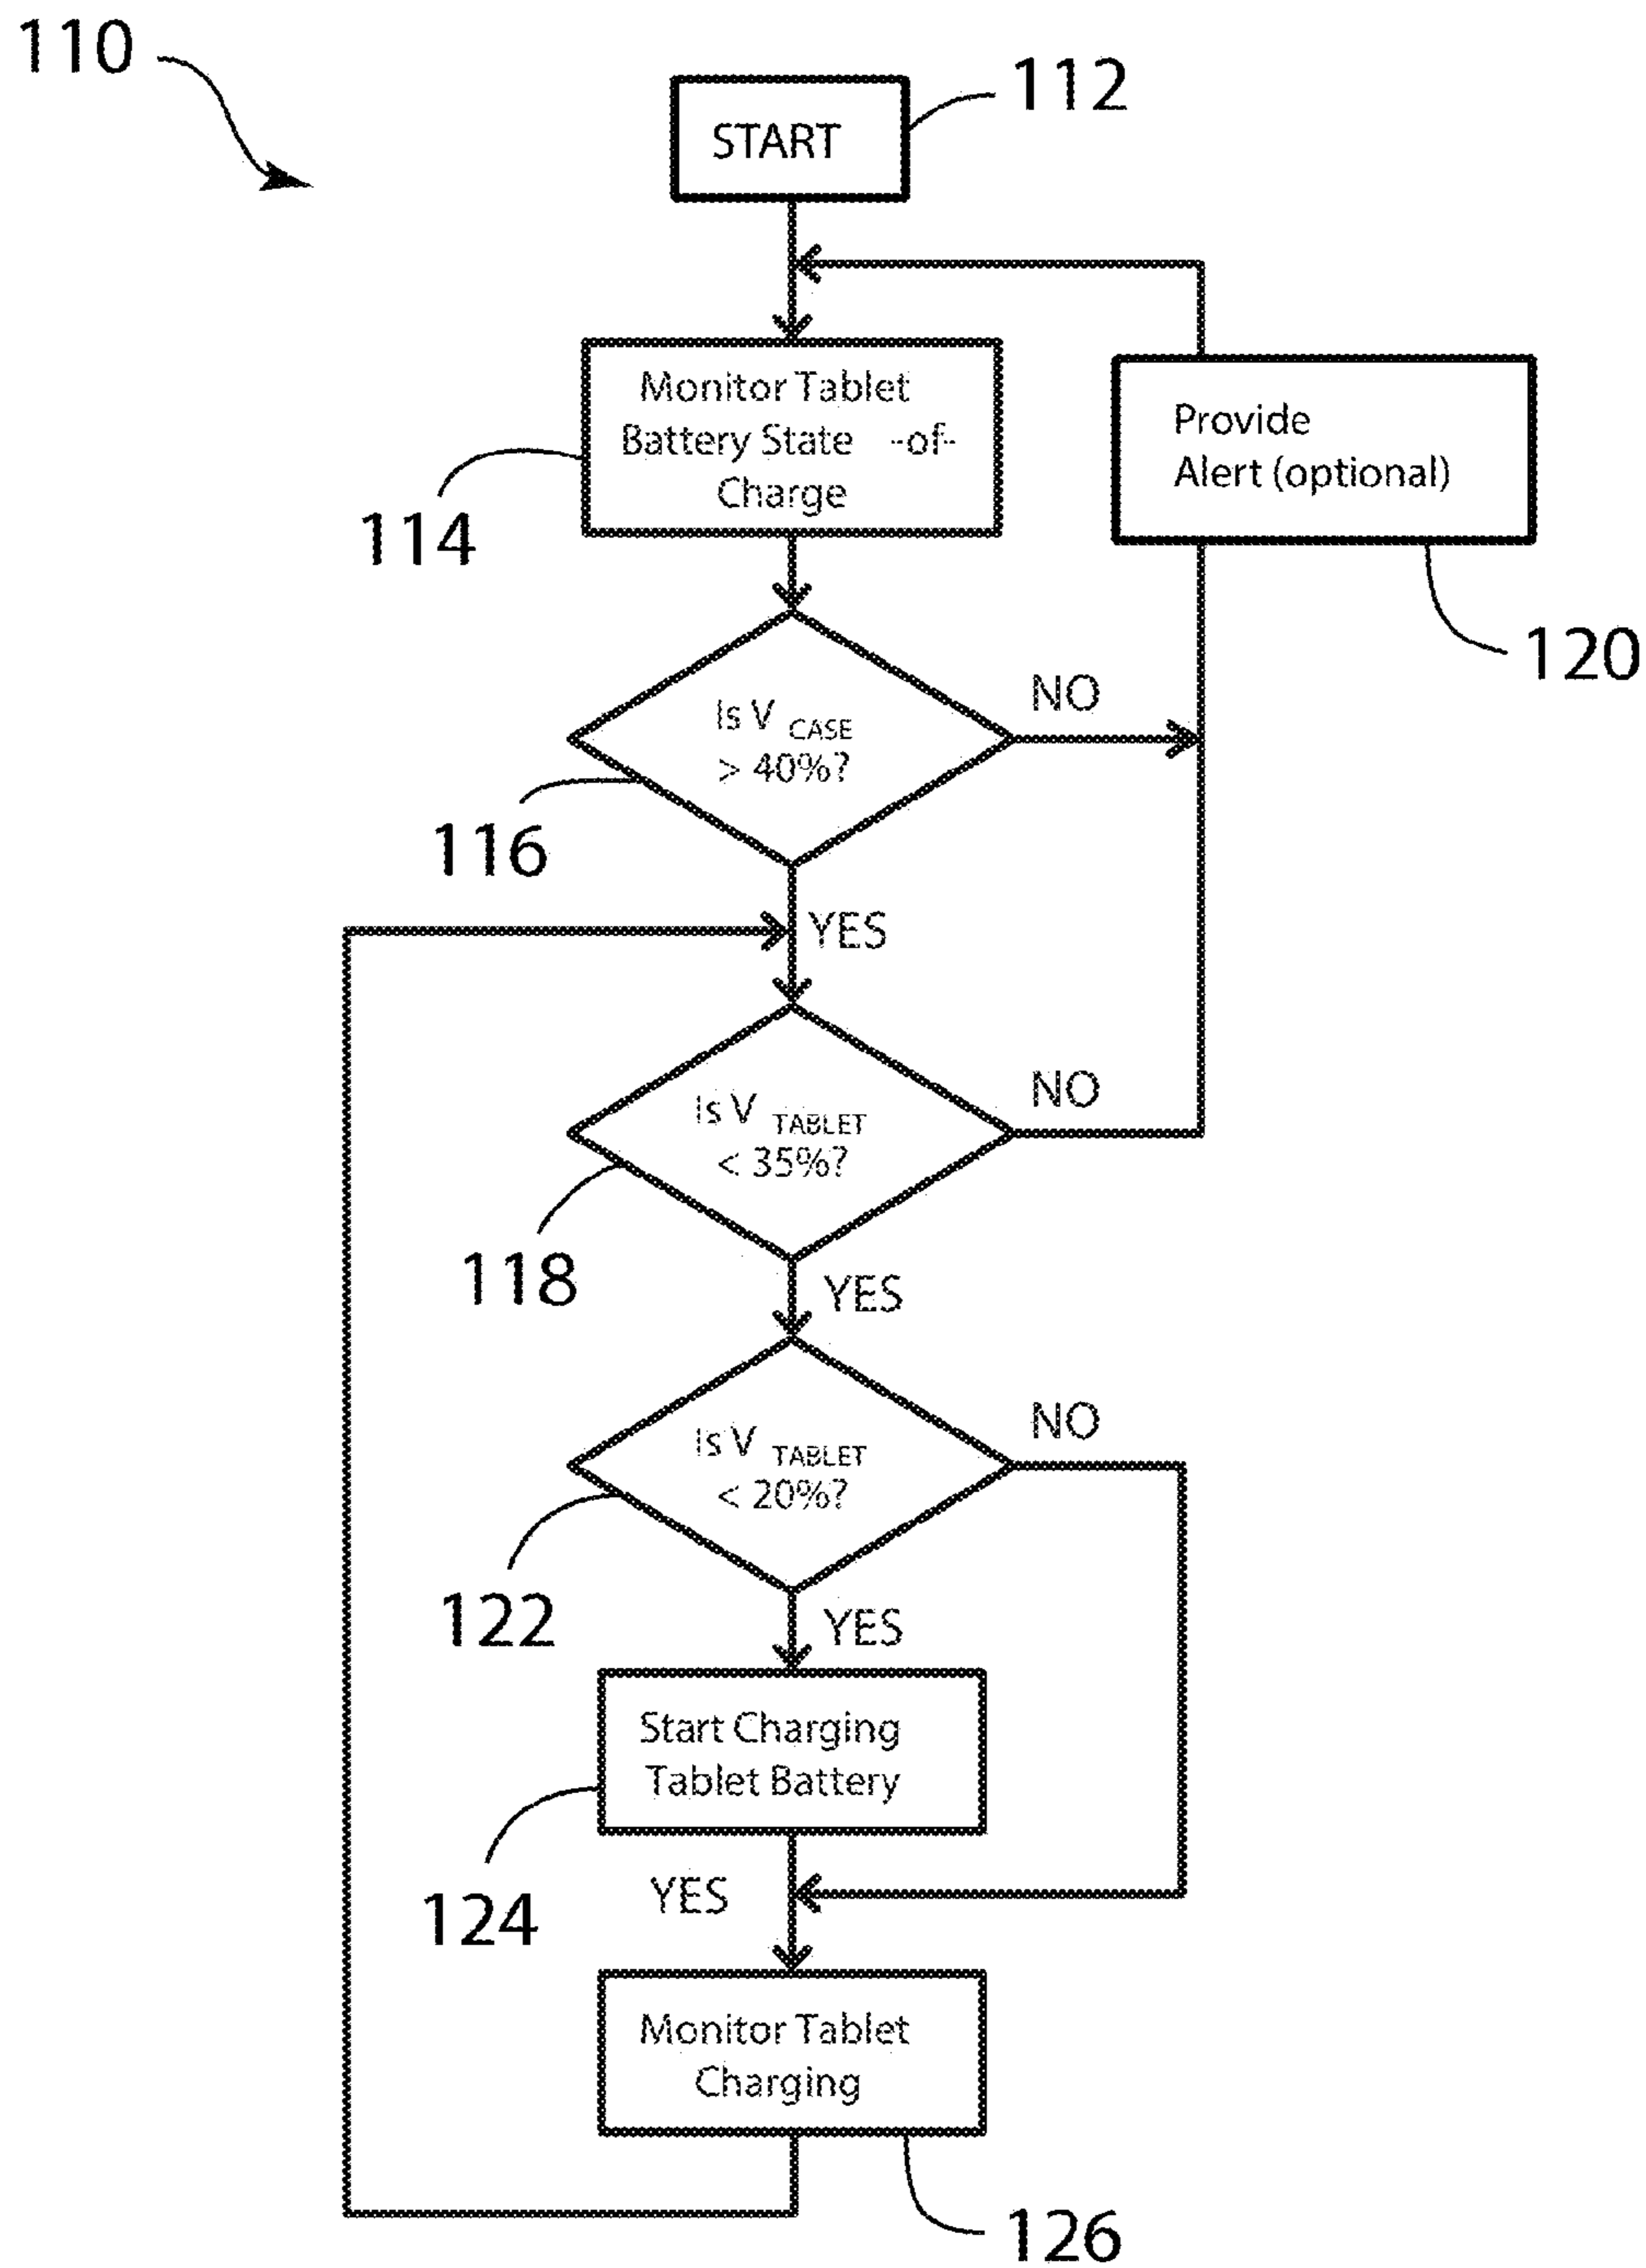 110
START
112
Monitor Tablet
Battery State -of-
Charge
114
Provide
Alert (optional)
120
Is V CASE
> 40%?
NO
116
YES
Is V TABLET
< 35%?
NO
118
YES
Is V TABLET
< 20%?
NO
122
YES
Start Charging
Tablet Battery
124
YES
Monitor Tablet
Charging
126